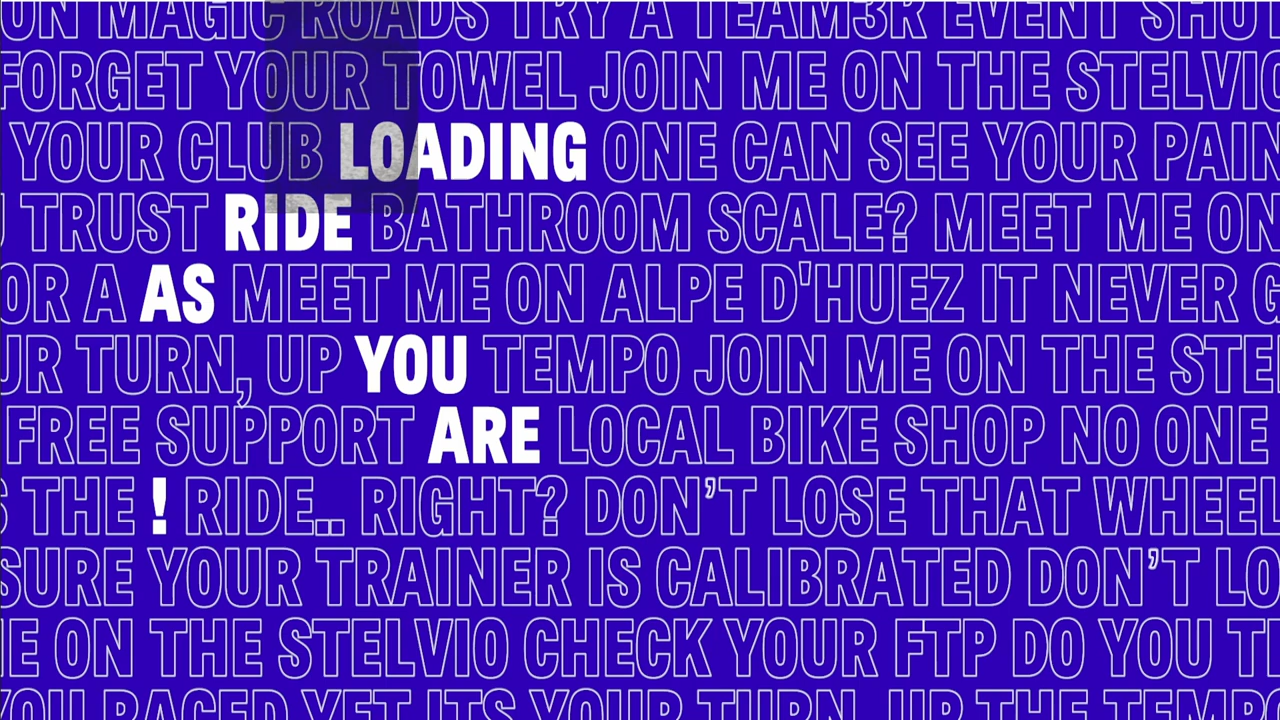 ON MAGIC ROADS TRY A TEAM3R EVENT SHUT
FORGET YOUR TOWEL JOIN ME ON THE STELVIO
YOUR CLUB LOADING ONE CAN SEE YOUR PAIN
TRUST RIDE BATHROOM SCALE? MEET ME ON
OR A AS MEET ME ON ALPE D'HUEZ IT NEVER G
UR TURN, UP YOU TEMPO JOIN ME ON THE STE
FREE SUPPORT ARE LOCAL BIKE SHOP NO ONE
S THE ! RIDE.. RIGHT? DON’T LOSE THAT WHEEL
SURE YOUR TRAINER IS CALIBRATED DON’T LO
E ON THE STELVIO CHECK YOUR FTP DO YOU T
YOU RACED YET ITS YOUR TURN, UP THE TEMPO